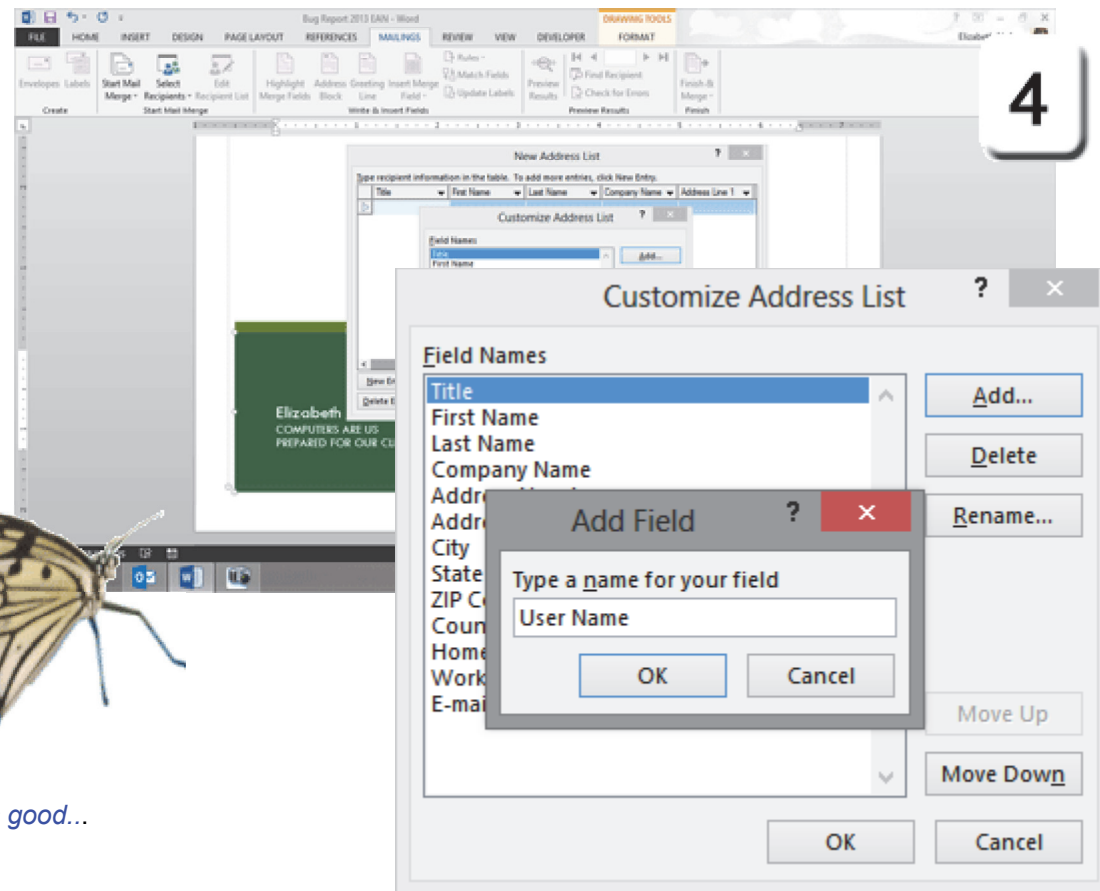 Bug Report 2013 EAN - Word
DRAWING TOOLS
FILE HOME INSERT DESIGN PAGE LAYOUT REFERENCES MAILINGS REVIEW VIEW DEVELOPER FORMAT
Envelopes Labels
Start Mail Merge
Select Recipients
Edit Recipient List
Highlight Merge Fields
Address Block
Greeting Line
Insert Merge Field
Rules
Match Fields
Update Labels
Preview Results
Find Recipient
Check for Errors
Finish & Merge
Create
Start Mail Merge
Write & Insert Fields
Preview Results
Finish
4
New Address List
?
Type recipient information in the table. To add more entries, click New Entry.
Title First Name Last Name Company Name Address Line 1
Customize Address List ?
Field Names
Title
First Name
Add...
Elizabeth
COMPUTERS ARE US
PREPARED FOR OUR
Customize Address List ?
Field Names
Title
First Name
Last Name
Company Name
City
State
Add...
Delete
Rename...
Move Up
Move Down
OK Cancel
Add Field ?
Type a name for your field
User Name
OK Cancel
good...